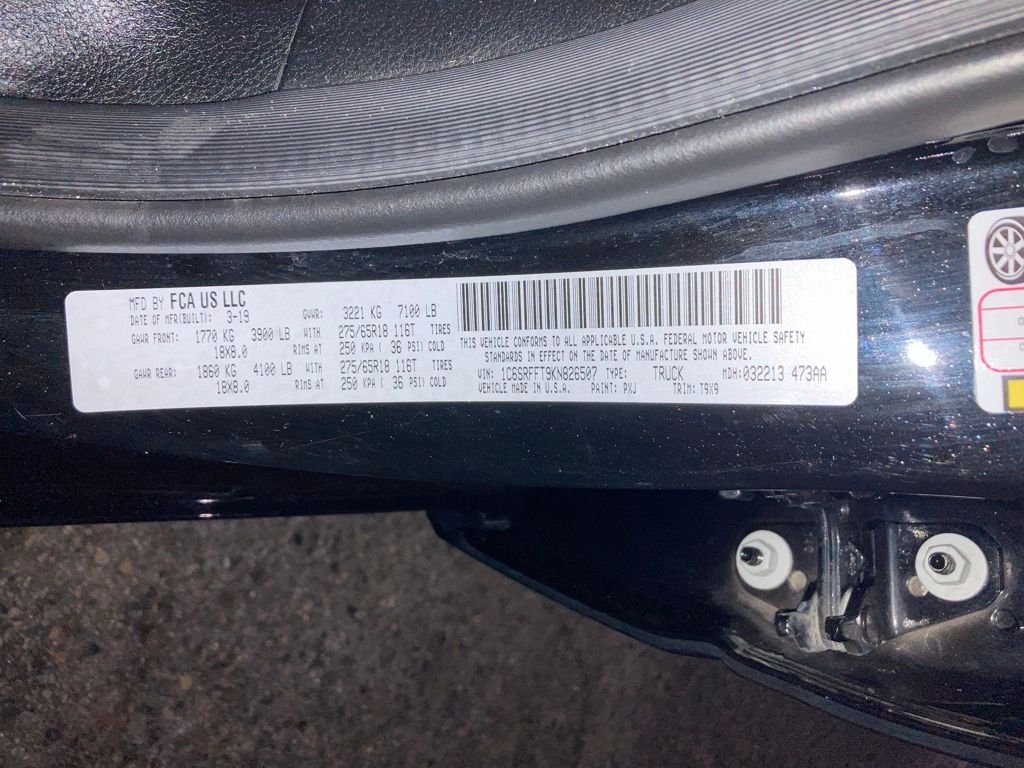 MFD BY FCA US LLC
DATE OF MFR(BUILT): 3-19 GVWR: 3221 KG 7100 LB
GAWR FRONT: 1770 KG 3900 LB WITH 275/65R18 116T TIRES
18X8.0 RIMS AT 250 KPA ( 36 PSI) COLD
GAWR REAR: 1860 KG 4100 LB WITH 275/65R18 116T TIRES
18X8.0 RIMS AT 250 KPA ( 36 PSI) COLD
THIS VEHICLE CONFORMS TO ALL APPLICABLE U.S.A. FEDERAL MOTOR VEHICLE SAFETY
STANDARDS IN EFFECT ON THE DATE OF MANUFACTURE SHOWN ABOVE.
VIN: 1C6SRFFT9KN826507 TYPE: TRUCK MDH:032213 473AA
VEHICLE MADE IN U.S.A. PAINT: PXJ TRIM: T9X9